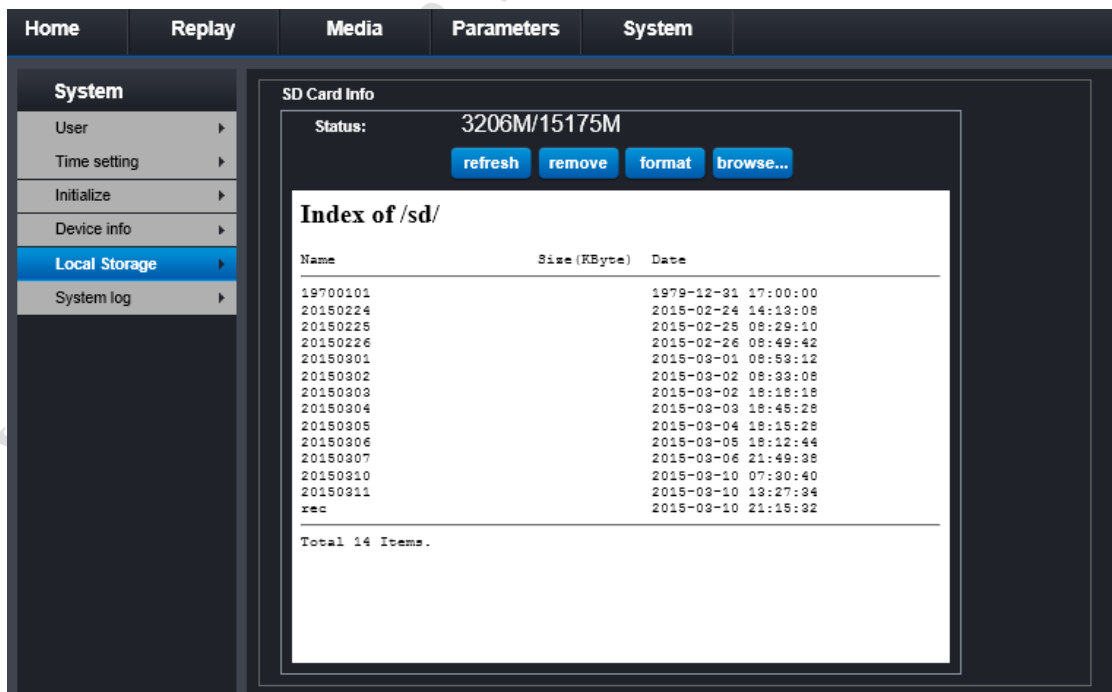 Home Replay Media Parameters System
System
User
Time setting
Initialize
Device info
Local Storage
System log
SD Card Info
Status: 3206M/15175M
refresh remove format browse...
Index of /sd/
Name Size(KByte) Date
19700101 1979-12-31 17:00:00
20150224 2015-02-24 14:13:08
20150225 2015-02-25 08:29:10
20150226 2015-02-26 08:49:42
20150301 2015-03-01 08:53:12
20150302 2015-03-02 08:33:08
20150303 2015-03-02 18:18:18
20150304 2015-03-03 18:45:28
20150305 2015-03-04 18:15:28
20150306 2015-03-05 18:12:44
20150307 2015-03-06 21:49:38
20150310 2015-03-10 07:30:40
20150311 2015-03-10 13:27:34
rec 2015-03-10 21:15:32
Total 14 Items.